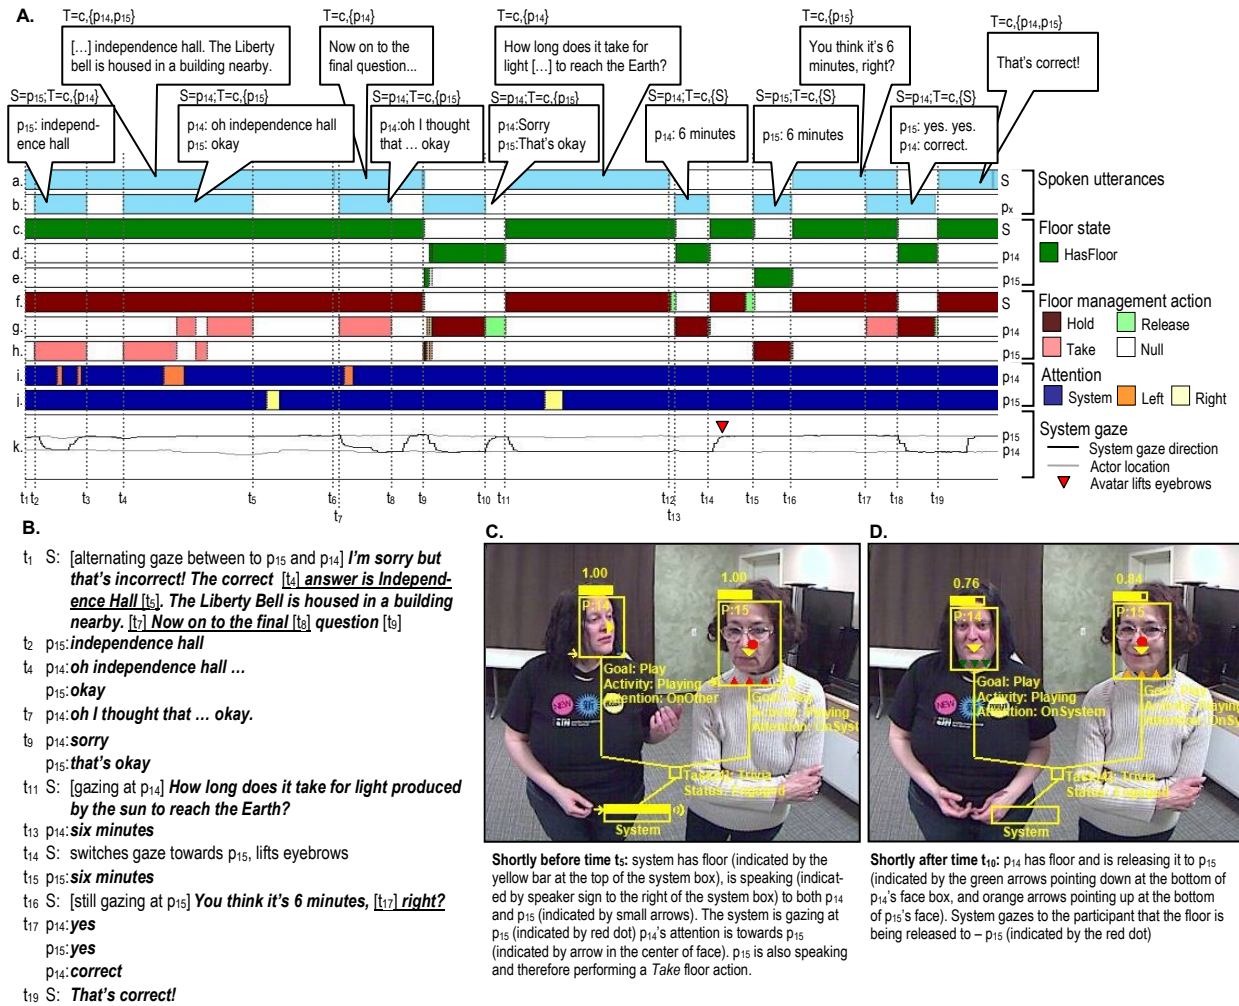 A.
T=c,{p14,p15}
T=c,{p14}
T=c,{p15}
T=c,{p14,p15}
[…] independence hall. The Liberty
bell is housed in a building nearby.
Now on to the
final question...
How long does it take for
light […] to reach the Earth?
You think it's 6
minutes, right?
That's correct!
S=p15;T=c,{p14}
S=p14;T=c,{p15}
S=p14;T=c,{p15}
S=p14;T=c,{p15}
S=p14;T=c,{S}
S=p15;T=c,{S}
S=p14;T=c,{S}
p15: independ-
ence hall
p14: oh independence hall
p15: okay
p14:oh I thought
that … okay
p14:Sorry
p15:That's okay
p14: 6 minutes
p15: 6 minutes
p15: yes. yes.
p14: correct.
a.
S
Spoken utterances
b.
px
c.
S
Floor state
d.
p14
HasFloor
e.
p15
f.
S
Floor management action
g.
p14
Hold
Release
h.
p15
Take
Null
i.
p14
Attention
j.
p15
System
Left
Right
k.
p15
p14
System gaze
System gaze direction
Actor location
Avatar lifts eyebrows
t1 t2 t3 t4 t5 t6 t7 t8 t9 t10 t11 t12 t13 t14 t15 t16 t17 t18 t19
B.
t1 S: [alternating gaze between to p15 and p14] I'm sorry but
that's incorrect! The correct [t4] answer is Independ-
ence Hall [t5]. The Liberty Bell is housed in a building
nearby. [t7] Now on to the final [t8] question [t9]
t2 p15: independence hall
t4 p14: oh independence hall …
p15: okay
t7 p14: oh I thought that … okay.
t9 p14: sorry
p15: that's okay
t11 S: [gazing at p14] How long does it take for light produced
by the sun to reach the Earth?
t13 p14: six minutes
t14 S: switches gaze towards p15, lifts eyebrows
t15 p15: six minutes
t16 S: [still gazing at p15] You think it's 6 minutes, [t17] right?
t17 p14: yes
p15: yes
p14: correct
t19 S: That's correct!
C.
1.00
1.00
P:14
P:15
Goal: Play
Activity: Playing
Attention: OnOther
Goal: Play
Activity: Playing
Attention: OnSyst
Trivia
Status: Engaged
System
NEW
Shortly before time t5: system has floor (indicated by the
yellow bar at the top of the system box), is speaking (indicat-
ed by speaker sign to the right of the system box) to both p14
and p15 (indicated by small arrows). The system is gazing at
p15 (indicated by red dot) p14's attention is towards p15
(indicated by arrow in the center of face). p15 is also speaking
and therefore performing a Take floor action.
D.
0.76
0.84
P:14
P:15
Goal: Play
Activity: Playing
Attention: OnSystem
Goal: Play
Activity: Playing
Attention: OnSy
Trivia
Status: Engaged
System
NEW
Shortly after time t10: p14 has floor and is releasing it to p15
(indicated by the green arrows pointing down at the bottom of
p14's face box, and orange arrows pointing up at the bottom
of p15's face). System gazes to the participant that the floor is
being released to – p15 (indicated by the red dot)